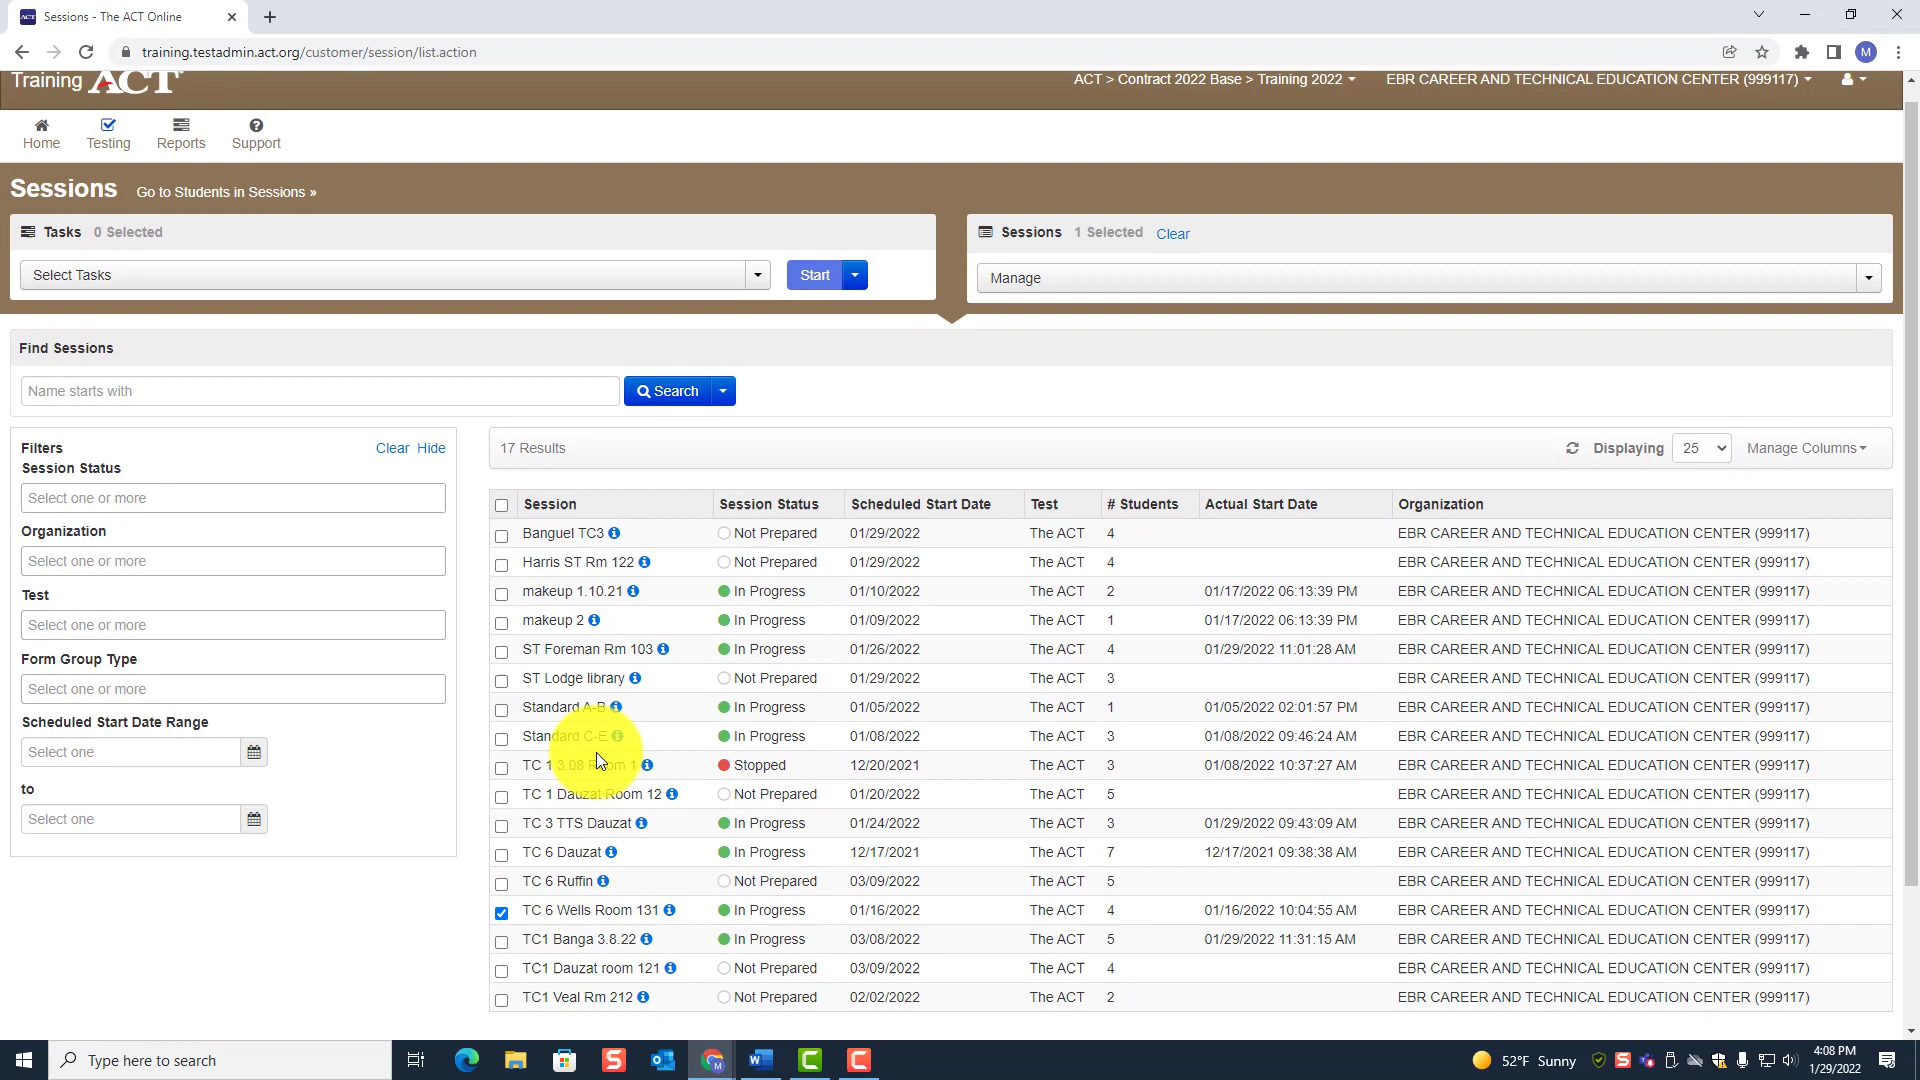 Sessions - The ACT Online
training.testadmin.act.org/customer/session/list.action
M
Training ACT
ACT > Contract 2022 Base > Training 2022
EBR CAREER AND TECHNICAL EDUCATION CENTER (999117)
Home
Testing
Reports
Support
Sessions Go to Students in Sessions »
Tasks 0 Selected
Sessions 1 Selected Clear
Select Tasks
Start
Manage
Find Sessions
Name starts with
Search
Filters Clear Hide
Session Status
Select one or more
Organization
Select one or more
Test
Select one or more
Form Group Type
Select one or more
Scheduled Start Date Range
Select one
to
Select one
17 Results Displaying 25 Manage Columns
Session Session Status Scheduled Start Date Test # Students Actual Start Date Organization
Banguel TC3 Not Prepared 01/29/2022 The ACT 4 EBR CAREER AND TECHNICAL EDUCATION CENTER (999117)
Harris ST Rm 122 Not Prepared 01/29/2022 The ACT 4 EBR CAREER AND TECHNICAL EDUCATION CENTER (999117)
makeup 1.10.21 In Progress 01/10/2022 The ACT 2 01/17/2022 06:13:39 PM EBR CAREER AND TECHNICAL EDUCATION CENTER (999117)
makeup 2 In Progress 01/09/2022 The ACT 1 01/17/2022 06:13:39 PM EBR CAREER AND TECHNICAL EDUCATION CENTER (999117)
ST Foreman Rm 103 In Progress 01/26/2022 The ACT 4 01/29/2022 11:01:28 AM EBR CAREER AND TECHNICAL EDUCATION CENTER (999117)
ST Lodge library Not Prepared 01/29/2022 The ACT 3 EBR CAREER AND TECHNICAL EDUCATION CENTER (999117)
Standard A-B In Progress 01/05/2022 The ACT 1 01/05/2022 02:01:57 PM EBR CAREER AND TECHNICAL EDUCATION CENTER (999117)
Standard C-E In Progress 01/08/2022 The ACT 3 01/08/2022 09:46:24 AM EBR CAREER AND TECHNICAL EDUCATION CENTER (999117)
TC 1 3.08 Room 1 Stopped 12/20/2021 The ACT 3 01/08/2022 10:37:27 AM EBR CAREER AND TECHNICAL EDUCATION CENTER (999117)
TC 1 Dauzat Room 12 Not Prepared 01/20/2022 The ACT 5 EBR CAREER AND TECHNICAL EDUCATION CENTER (999117)
TC 3 TTS Dauzat In Progress 01/24/2022 The ACT 3 01/29/2022 09:43:09 AM EBR CAREER AND TECHNICAL EDUCATION CENTER (999117)
TC 6 Dauzat In Progress 12/17/2021 The ACT 7 12/17/2021 09:38:38 AM EBR CAREER AND TECHNICAL EDUCATION CENTER (999117)
TC 6 Ruffin Not Prepared 03/09/2022 The ACT 5 EBR CAREER AND TECHNICAL EDUCATION CENTER (999117)
TC 6 Wells Room 131 In Progress 01/16/2022 The ACT 4 01/16/2022 10:04:55 AM EBR CAREER AND TECHNICAL EDUCATION CENTER (999117)
TC1 Banga 3.8.22 In Progress 03/08/2022 The ACT 5 01/29/2022 11:31:15 AM EBR CAREER AND TECHNICAL EDUCATION CENTER (999117)
TC1 Dauzat room 121 Not Prepared 03/09/2022 The ACT 4 EBR CAREER AND TECHNICAL EDUCATION CENTER (999117)
TC1 Veal Rm 212 Not Prepared 02/02/2022 The ACT 2 EBR CAREER AND TECHNICAL EDUCATION CENTER (999117)
Type here to search
52°F Sunny
4:08 PM
1/29/2022